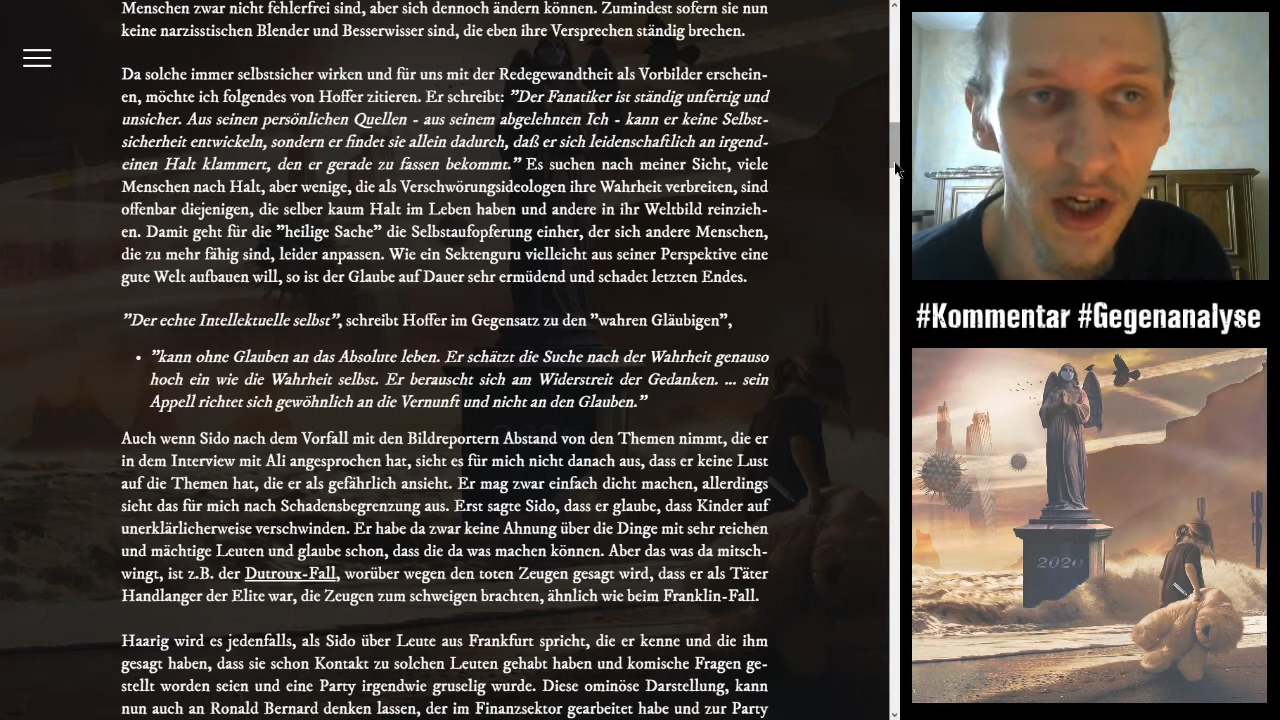 Menschen zwar nicht fehlerfrei sind, aber sich dennoch ändern können. Zumindest sofern sie nun
keine narzisstischen Blender und Besserwisser sind, die eben ihre Versprechen ständig brechen.
Da solche immer selbstsicher wirken und für uns mit der Redegewandtheit als Vorbilder erschein-
en, möchte ich folgendes von Hoffer zitieren. Er schreibt: "Der Fanatiker ist ständig unfertig und
unsicher. Aus seinen persönlichen Quellen - aus seinem abgelehnten Ich - kann er keine Selbst-
sicherheit entwickeln, sondern er findet sie allein dadurch, daß er sich leidenschaftlich an irgend-
einen Halt klammert, den er gerade zu fassen bekommt." Es suchen nach meiner Sicht, viele
Menschen nach Halt, aber wenige, die als Verschwörungsideologen ihre Wahrheit verbreiten, sind
offenbar diejenigen, die selber kaum Halt im Leben haben und andere in ihr Weltbild reinzieh-
en. Damit geht für die "heilige Sache" die Selbstaufopferung einher, der sich andere Menschen,
die zu mehr fähig sind, leider anpassen. Wie ein Sektenguru vielleicht aus seiner Perspektive eine
gute Welt aufbauen will, so ist der Glaube auf Dauer sehr ermüdend und schadet letzten Endes.
"Der echte Intellektuelle selbst", schreibt Hoffer im Gegensatz zu den "wahren Gläubigen",
• "kann ohne Glauben an das Absolute leben. Er schätzt die Suche nach der Wahrheit genauso
hoch ein wie die Wahrheit selbst. Er berauscht sich am Widerstreit der Gedanken. ... sein
Appell richtet sich gewöhnlich an die Vernunft und nicht an den Glauben."
Auch wenn Sido nach dem Vorfall mit den Bildreportern Abstand von den Themen nimmt, die er
in dem Interview mit Ali angesprochen hat, sieht es für mich nicht danach aus, dass er keine Lust
auf die Themen hat, die er als gefährlich ansieht. Er mag zwar einfach dicht machen, allerdings
sieht das für mich nach Schadensbegrenzung aus. Erst sagte Sido, dass er glaube, dass Kinder auf
unerklärlicherweise verschwinden. Er habe da zwar keine Ahnung über die Dinge mit sehr reichen
und mächtige Leuten und glaube schon, dass die da was machen können. Aber das was da mitsch-
wingt, ist z.B. der Dutroux-Fall, worüber wegen den toten Zeugen gesagt wird, dass er als Täter
Handlanger der Elite war, die Zeugen zum schweigen brachten, ähnlich wie beim Franklin-Fall.
Haarig wird es jedenfalls, als Sido über Leute aus Frankfurt spricht, die er kenne und die ihm
gesagt haben, dass sie schon Kontakt zu solchen Leuten gehabt haben und komische Fragen ge-
stellt worden seien und eine Party irgendwie gruselig wurde. Diese ominöse Darstellung, kann
nun auch an Ronald Bernard denken lassen, der im Finanzsektor gearbeitet habe und zur Party
#Kommentar #Gegenanalyse
2020